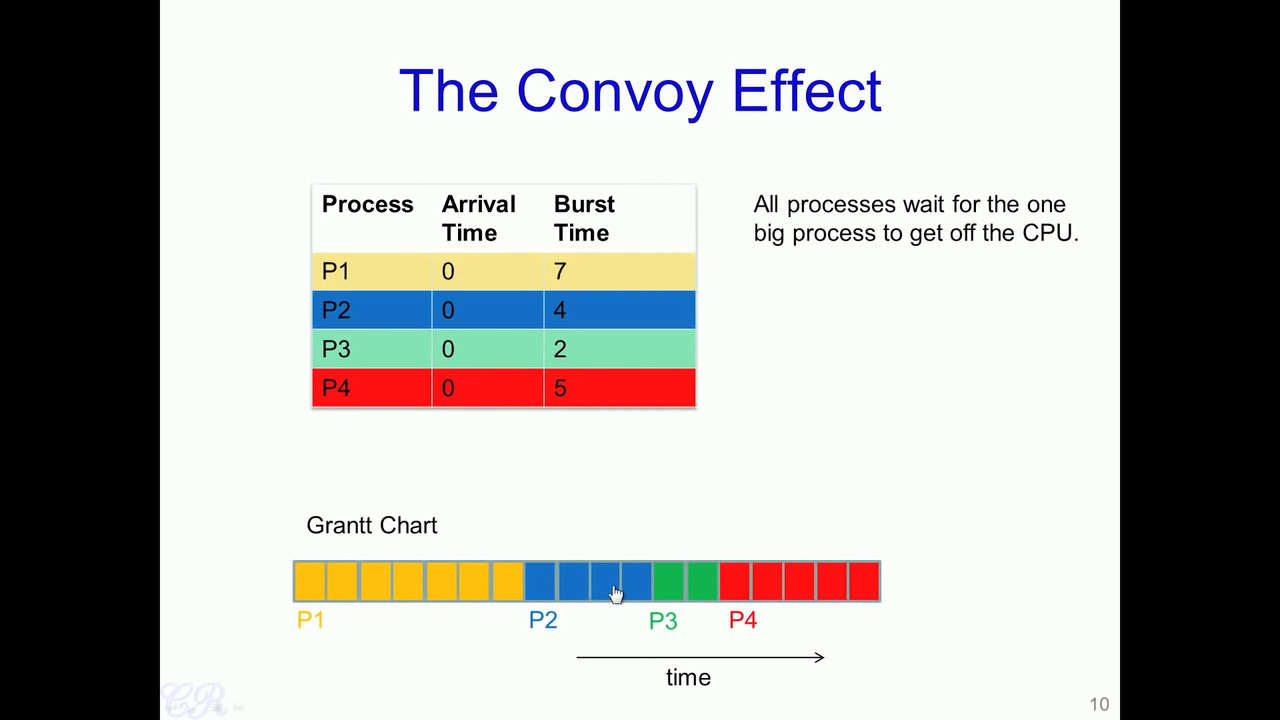 The Convoy Effect
Process Arrival Time Burst Time
P1 0 7
P2 0 4
P3 0 2
P4 0 5
All processes wait for the one
big process to get off the CPU.
Grantt Chart
P1 P2 P3 P4
time
CR
10